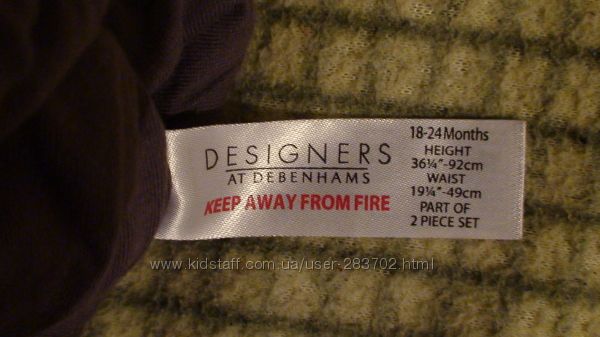 DESIGNERS
AT DEBENHAMS
KEEP AWAY FROM FIRE
18-24 Months
HEIGHT
36¼"-92cm
WAIST
19¼"-49cm
PART OF
2 PIECE SET
www.kidstaff.com.ua/user-283702.html